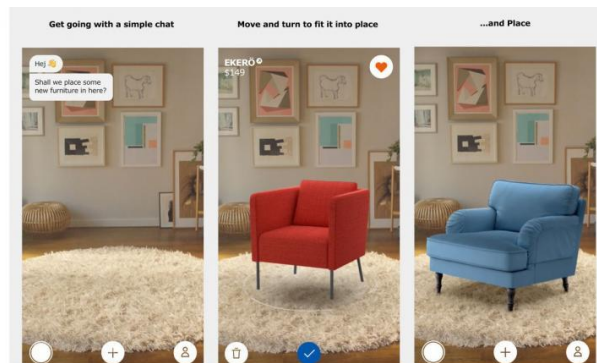 Get going with a simple chat
Move and turn to fit it into place
...and Place
Hej 👋
Shall we place some
new furniture in here?
EKERÖ
$149